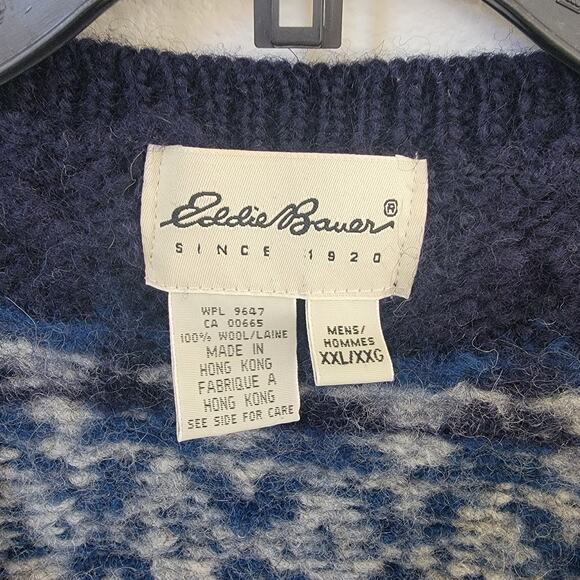 Eddie Bauer®
SINCE 1920
WPL 9647
CA 00665
100% WOOL/LAINE
MADE IN
HONG KONG
FABRIQUE A
HONG KONG
SEE SIDE FOR CARE
MENS/
HOMMES
XXL/XXG